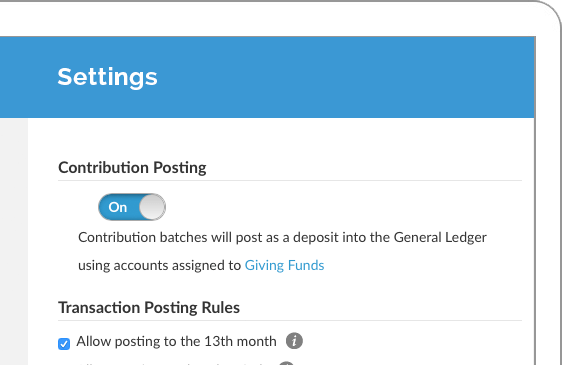 Settings
Contribution Posting
On
Contribution batches will post as a deposit into the General Ledger
using accounts assigned to Giving Funds
Transaction Posting Rules
Allow posting to the 13th month i